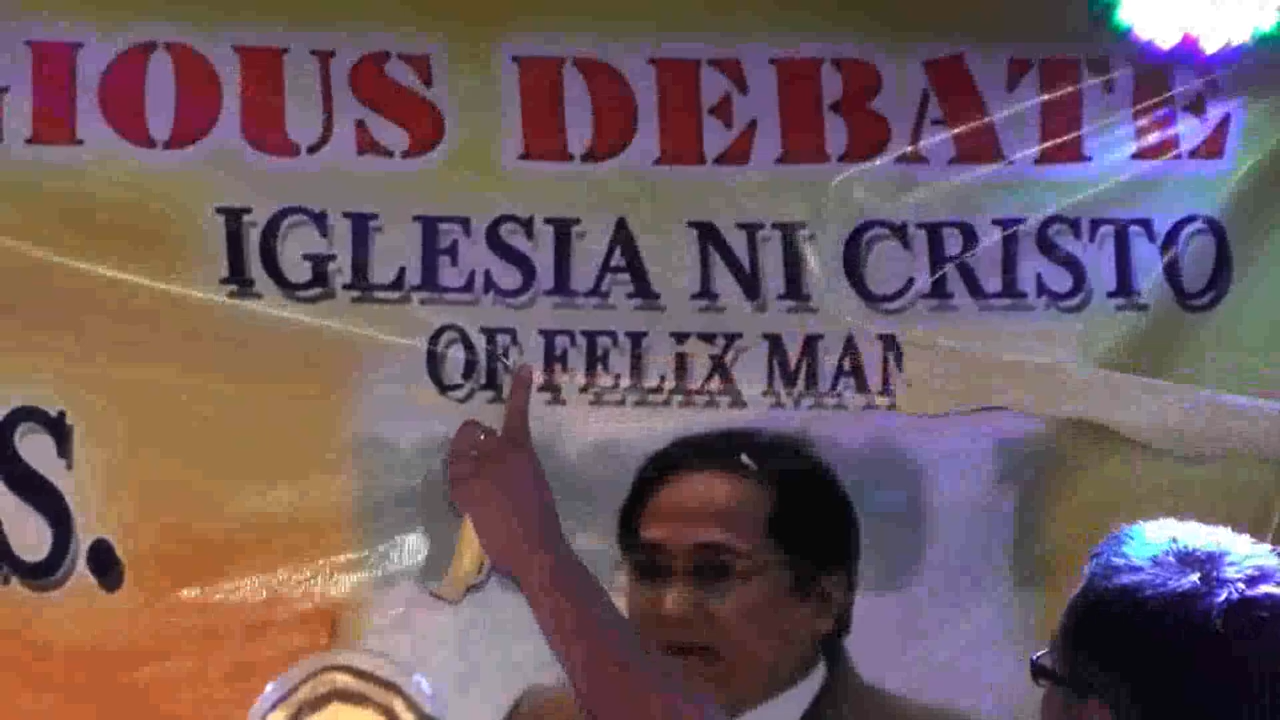 GIOUS DEBATE
IGLESIA NI CRISTO
OF FELIX MAN
S.